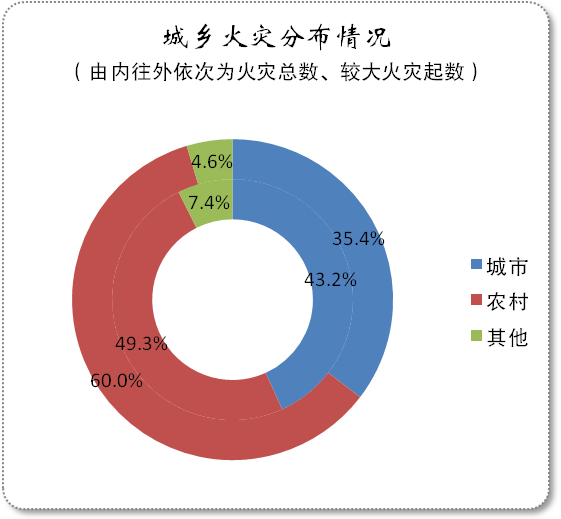 城乡火灾分布情况
（由内往外依次为火灾总数、较大火灾起数）
4.6%
7.4%
35.4%
43.2%
49.3%
60.0%
城市
农村
其他